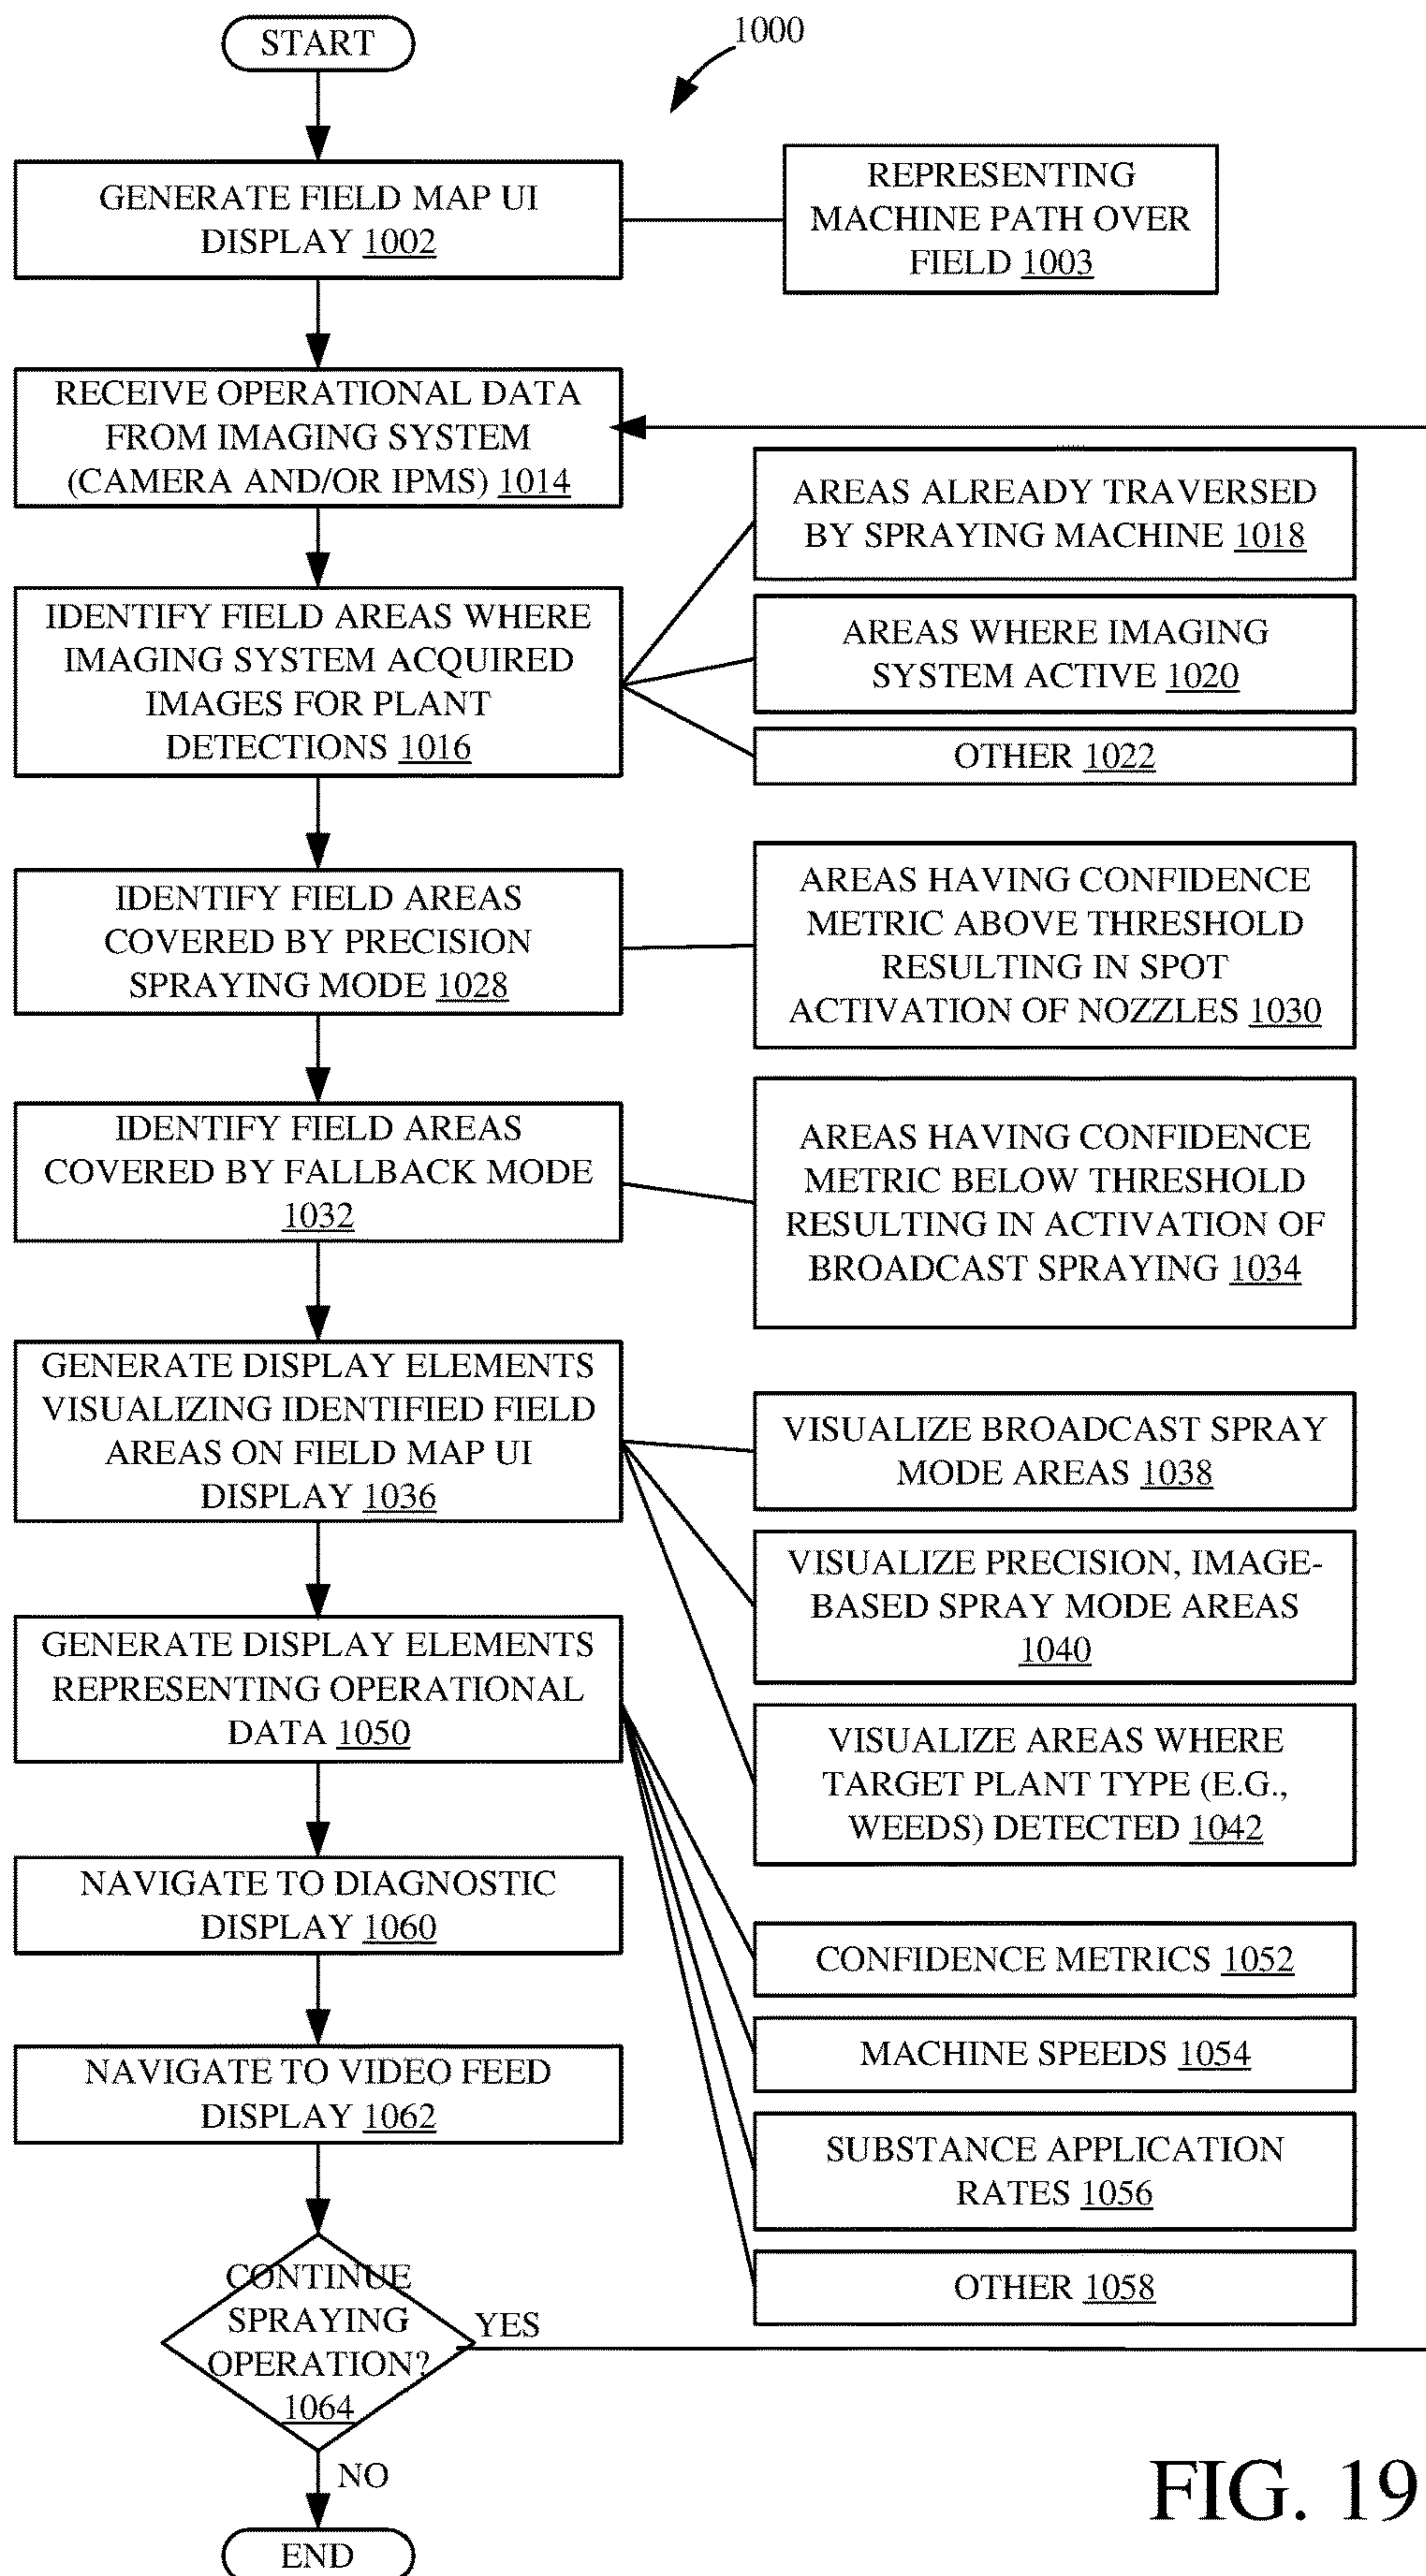 START
1000
GENERATE FIELD MAP UI
DISPLAY 1002
REPRESENTING
MACHINE PATH OVER
FIELD 1003
RECEIVE OPERATIONAL DATA
FROM IMAGING SYSTEM
(CAMERA AND/OR IPMS) 1014
IDENTIFY FIELD AREAS WHERE
IMAGING SYSTEM ACQUIRED
IMAGES FOR PLANT
DETECTIONS 1016
AREAS ALREADY TRAVERSED
BY SPRAYING MACHINE 1018
AREAS WHERE IMAGING
SYSTEM ACTIVE 1020
OTHER 1022
IDENTIFY FIELD AREAS
COVERED BY PRECISION
SPRAYING MODE 1028
AREAS HAVING CONFIDENCE
METRIC ABOVE THRESHOLD
RESULTING IN SPOT
ACTIVATION OF NOZZLES 1030
IDENTIFY FIELD AREAS
COVERED BY FALLBACK MODE
1032
AREAS HAVING CONFIDENCE
METRIC BELOW THRESHOLD
RESULTING IN ACTIVATION OF
BROADCAST SPRAYING 1034
GENERATE DISPLAY ELEMENTS
VISUALIZING IDENTIFIED FIELD
AREAS ON FIELD MAP UI
DISPLAY 1036
VISUALIZE BROADCAST SPRAY
MODE AREAS 1038
VISUALIZE PRECISION, IMAGE-
BASED SPRAY MODE AREAS
1040
VISUALIZE AREAS WHERE
TARGET PLANT TYPE (E.G.,
WEEDS) DETECTED 1042
GENERATE DISPLAY ELEMENTS
REPRESENTING OPERATIONAL
DATA 1050
CONFIDENCE METRICS 1052
MACHINE SPEEDS 1054
SUBSTANCE APPLICATION
RATES 1056
OTHER 1058
NAVIGATE TO DIAGNOSTIC
DISPLAY 1060
NAVIGATE TO VIDEO FEED
DISPLAY 1062
CONTINUE
SPRAYING
OPERATION?
1064
YES
NO
END
FIG. 19